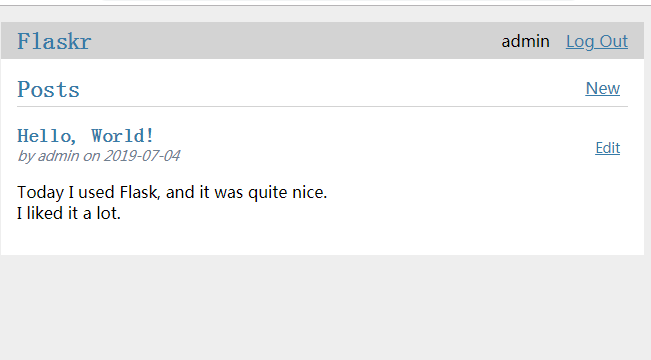 Flaskr admin Log Out
Posts New
Hello, World!
by admin on 2019-07-04
Edit
Today I used Flask, and it was quite nice.
I liked it a lot.